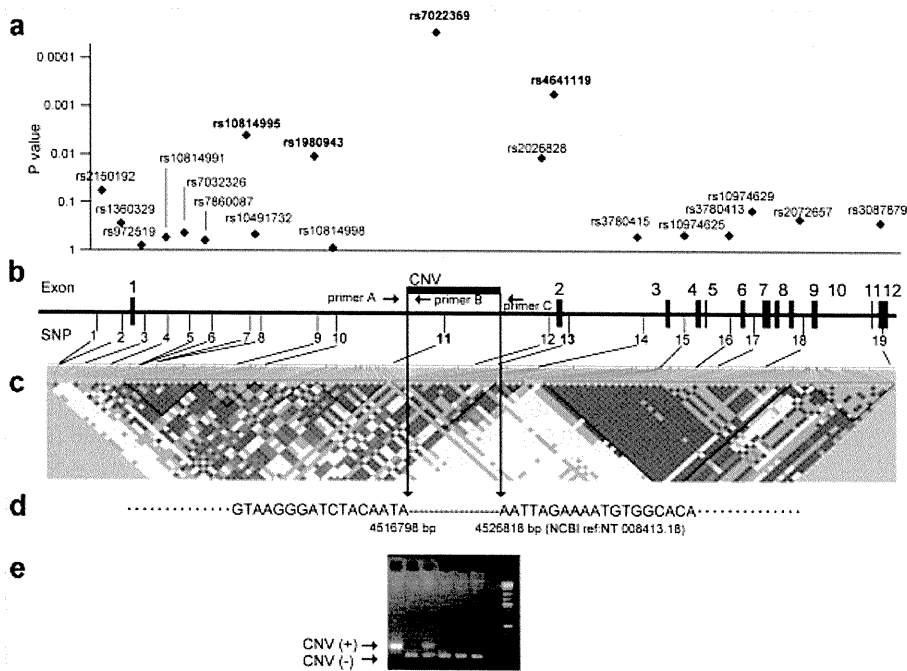 a
rs7022369
0.0001
rs4641119
0.001
rs10814995
rs1980943
0.01
P value
rs10814991
rs2026828
rs2150192
rs7032326
0.1
rs7860087
rs10974629
rs1360329
rs10491732
rs3780415
rs3780413
rs2072657
rs3087879
rs972519
rs10814998
rs10974625
1
b
CNV
Exon 1 2 3 4 5 6 7 8 9 10 11 12
primer A primer B primer C
SNP 1 2 3 4 5 6 7 8 9 10 11 12 13 14 15 16 17 18 19
c
d
GTAAGGGATCTACAATA AATTAGAAAATGTGGCACA
4516798 bp 4526818 bp (NCBI ref:NT 008413.18)
e
CNV (+)
CNV (-)